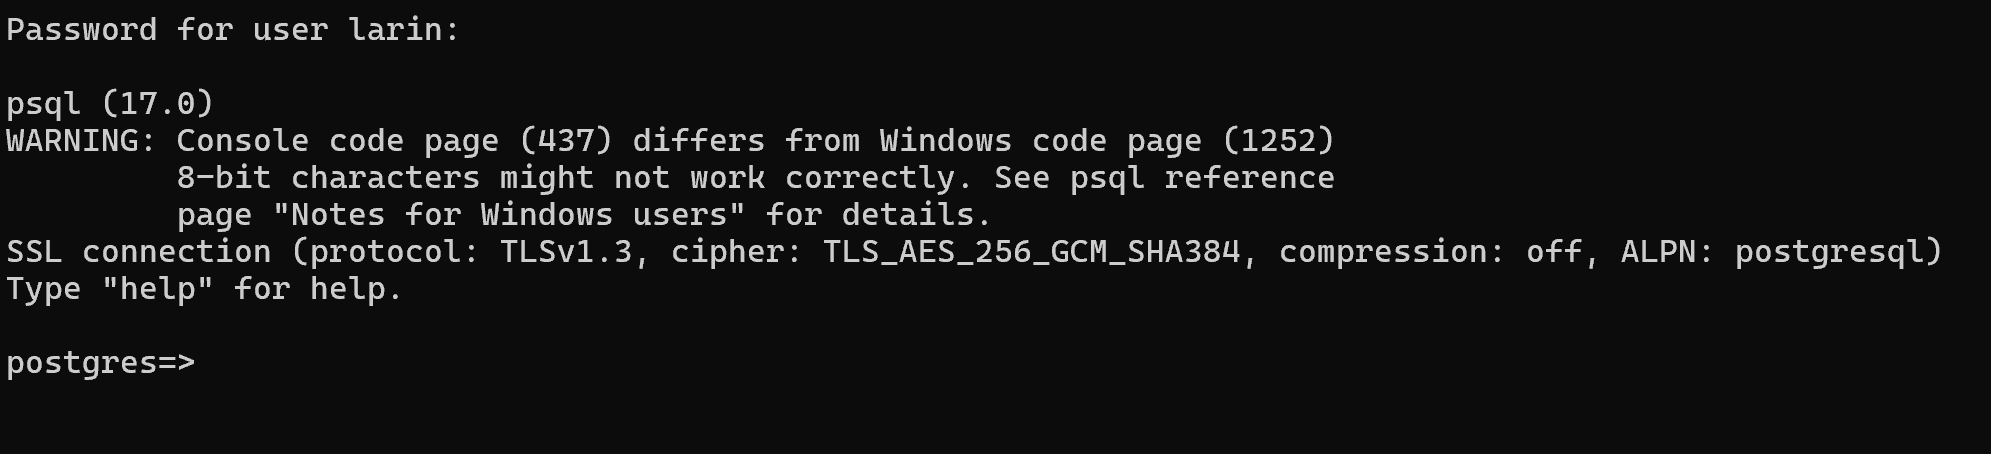 Password for user larin:
psql (17.0)
WARNING: Console code page (437) differs from Windows code page (1252)
         8-bit characters might not work correctly. See psql reference
         page "Notes for Windows users" for details.
SSL connection (protocol: TLSv1.3, cipher: TLS_AES_256_GCM_SHA384, compression: off, ALPN: postgresql)
Type "help" for help.
postgres=>